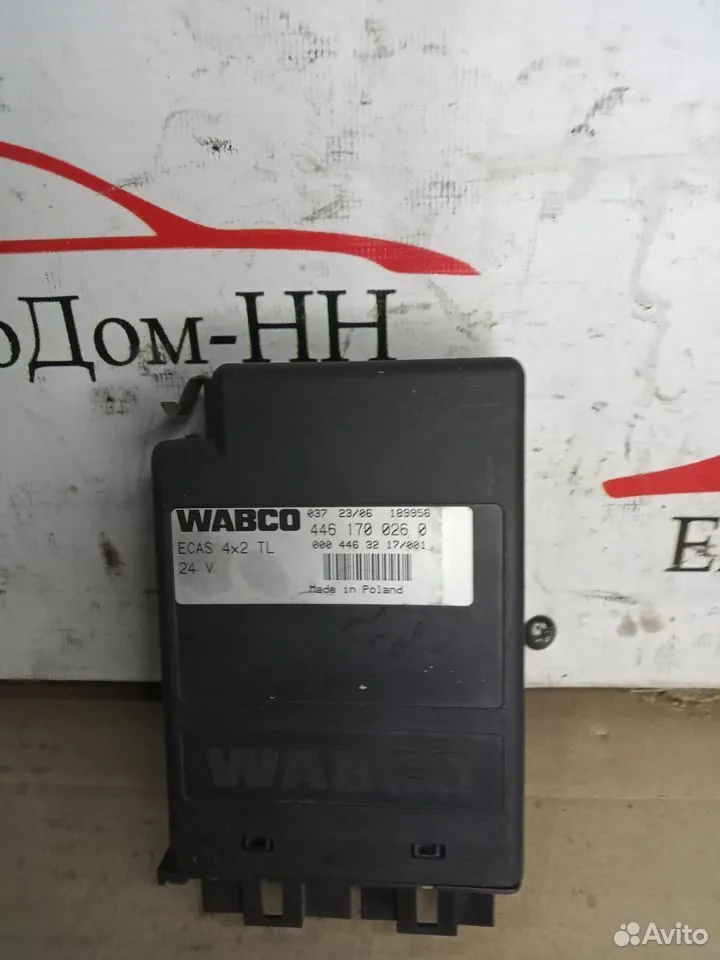 оДом-НН
WABCO
037 23/06 189956
446 170 026 0
ECAS 4x2 TL
000 446 32 17/001
24 V
Made in Poland
Е
WABCO
Avito